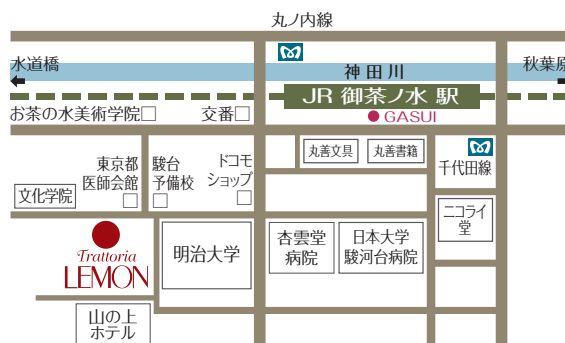 丸ノ内線
水道橋
神田川
秋葉原
JR 御茶ノ水 駅
お茶の水美術学院
交番
GASUI
丸善文具
丸善書籍
千代田線
東京都
医師会館
駿台
予備校
ドコモ
ショップ
文化学院
ニコライ
堂
Trattoria
LEMON
明治大学
杏雲堂
病院
日本大学
駿河台病院
山の上
ホテル